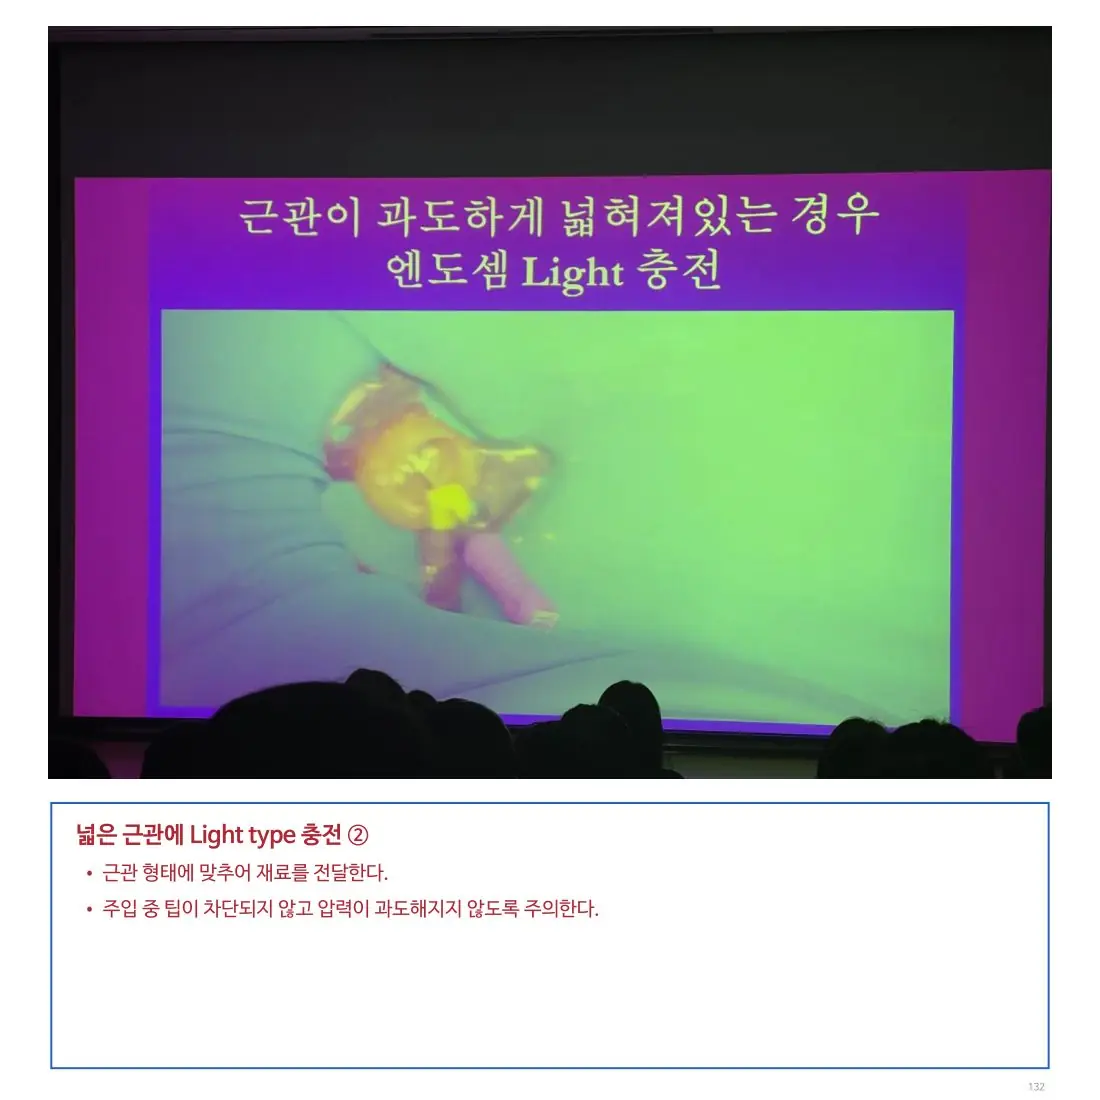 근관이 과도하게 넓혀져있는 경우
엔도셈 Light 충전
넓은 근관에 Light type 충전 ②
• 근관 형태에 맞추어 재료를 전달한다.
• 주입 중 팁이 차단되지 않고 압력이 과도해지지 않도록 주의한다.
132